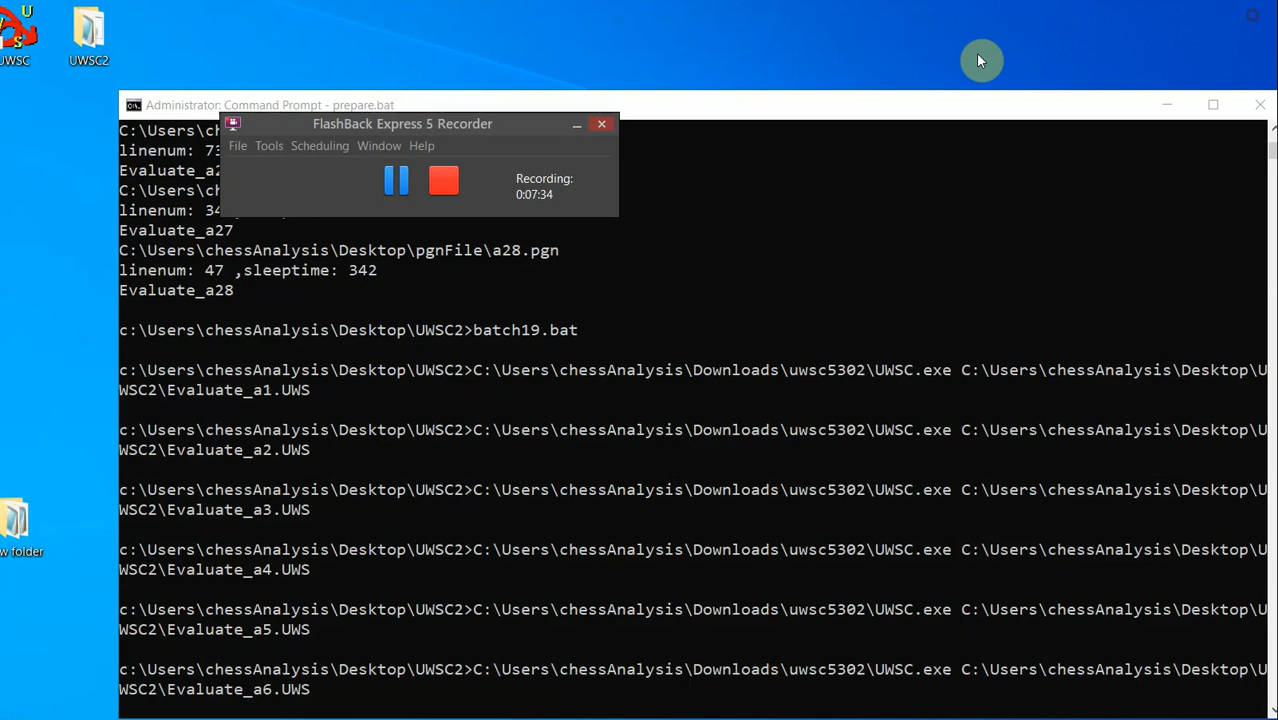 U
S
UWSC
UWSC2
Administrator: Command Prompt - prepare.bat
FlashBack Express 5 Recorder
File Tools Scheduling Window Help
Recording:
0:07:34
C:\Users\ch
linenum: 73
Evaluate_a2
C:\Users\ch
linenum: 34
Evaluate_a27
C:\Users\chessAnalysis\Desktop\pgnFile\a28.pgn
linenum: 47 ,sleeptime: 342
Evaluate_a28
c:\Users\chessAnalysis\Desktop\UWSC2>batch19.bat
c:\Users\chessAnalysis\Desktop\UWSC2>C:\Users\chessAnalysis\Downloads\uwsc5302\UWSC.exe C:\Users\chessAnalysis\Desktop\U
WSC2\Evaluate_a1.UWS
c:\Users\chessAnalysis\Desktop\UWSC2>C:\Users\chessAnalysis\Downloads\uwsc5302\UWSC.exe C:\Users\chessAnalysis\Desktop\U
WSC2\Evaluate_a2.UWS
c:\Users\chessAnalysis\Desktop\UWSC2>C:\Users\chessAnalysis\Downloads\uwsc5302\UWSC.exe C:\Users\chessAnalysis\Desktop\U
WSC2\Evaluate_a3.UWS
c:\Users\chessAnalysis\Desktop\UWSC2>C:\Users\chessAnalysis\Downloads\uwsc5302\UWSC.exe C:\Users\chessAnalysis\Desktop\U
WSC2\Evaluate_a4.UWS
c:\Users\chessAnalysis\Desktop\UWSC2>C:\Users\chessAnalysis\Downloads\uwsc5302\UWSC.exe C:\Users\chessAnalysis\Desktop\U
WSC2\Evaluate_a5.UWS
c:\Users\chessAnalysis\Desktop\UWSC2>C:\Users\chessAnalysis\Downloads\uwsc5302\UWSC.exe C:\Users\chessAnalysis\Desktop\U
WSC2\Evaluate_a6.UWS
w folder